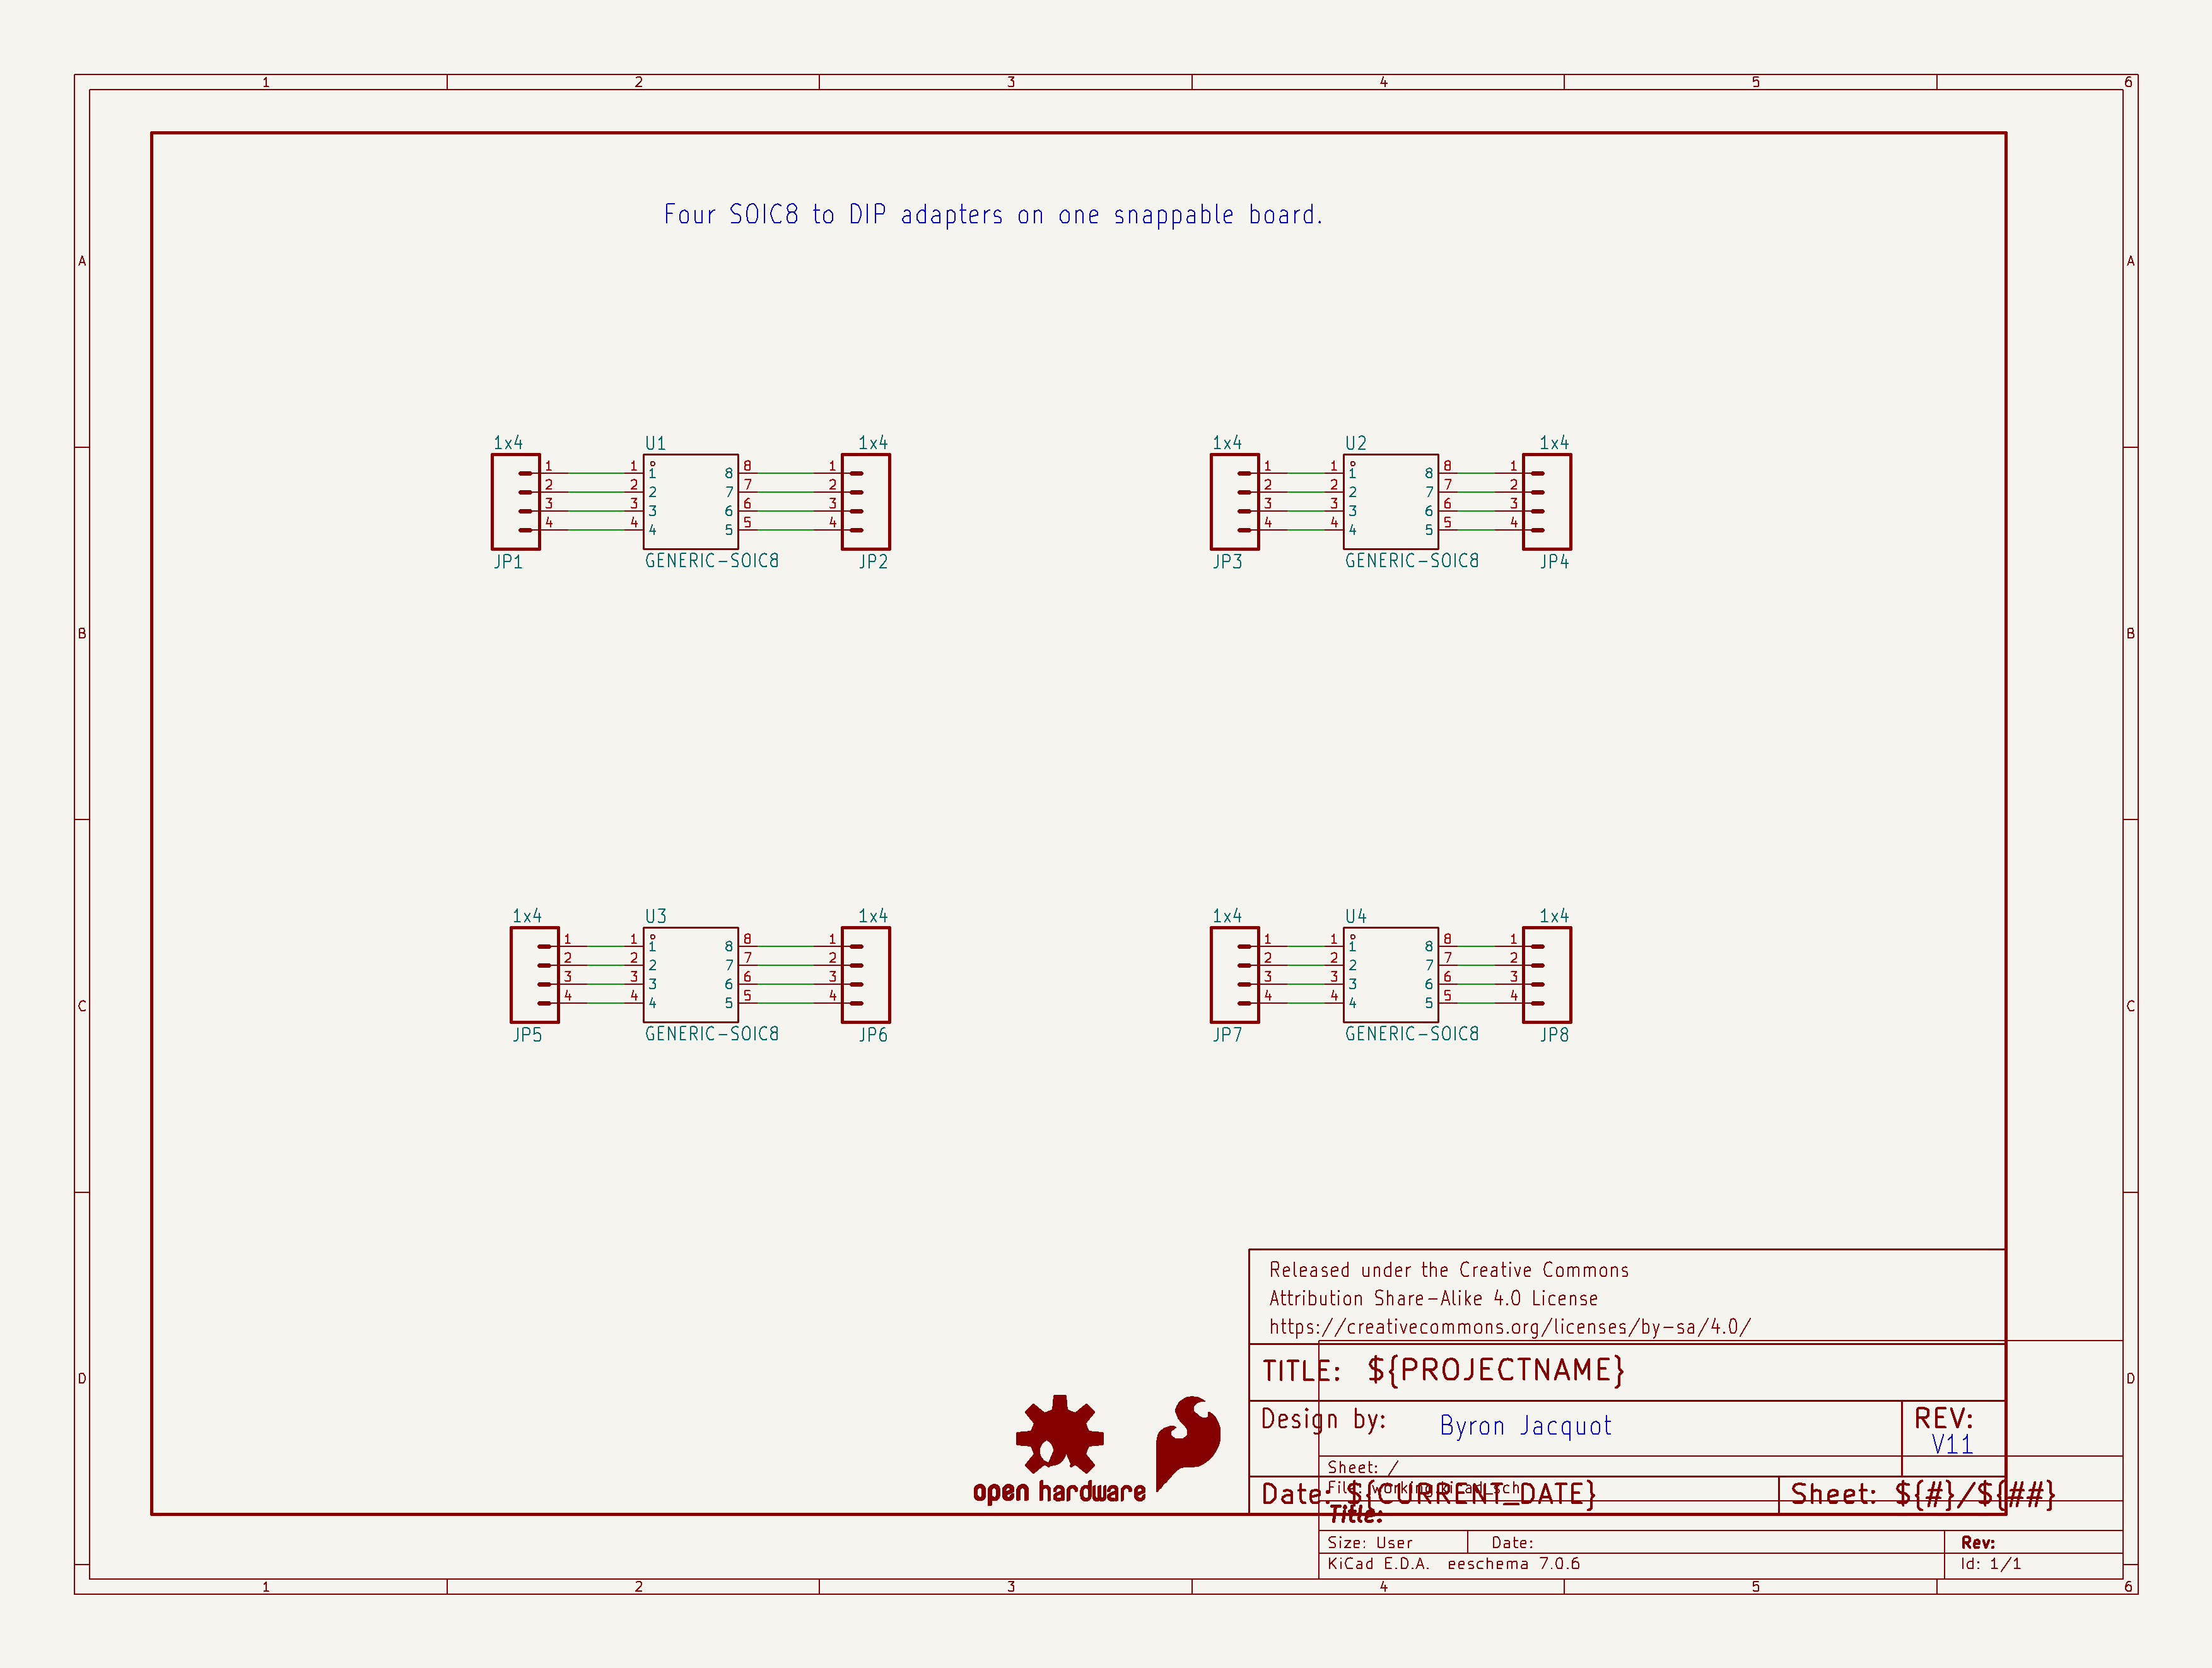 1 2 3 4 5 6
Four SOIC8 to DIP adapters on one snappable board.
A A
1x4 U1 1x4 1x4 U2 1x4
1 1 1 8 8 1 1 1 1 8 8 1
2 2 2 7 7 2 2 2 2 7 7 2
3 3 3 6 6 3 3 3 3 6 6 3
4 4 4 5 5 4 4 4 4 5 5 4
JP1 GENERIC-SOIC8 JP2 JP3 GENERIC-SOIC8 JP4
B B
1x4 U3 1x4 1x4 U4 1x4
1 1 1 8 8 1 1 1 1 8 8 1
2 2 2 7 7 2 2 2 2 7 7 2
3 3 3 6 6 3 3 3 3 6 6 3
4 4 4 5 5 4 4 4 4 5 5 4
C C
JP5 GENERIC-SOIC8 JP6 JP7 GENERIC-SOIC8 JP8
Released under the Creative Commons
Attribution Share-Alike 4.0 License
https://creativecommons.org/licenses/by-sa/4.0/
TITLE: ${PROJECTNAME}
D D
Design by: Byron Jacquot REV:
V11
Sheet: /
File: working.kicad_sch
open hardware
Date: ${CURRENT_DATE} Sheet: ${#}/${##}
Title:
Size: User Date: Rev:
KiCad E.D.A. eeschema 7.0.6 Id: 1/1
1 2 3 4 5 6